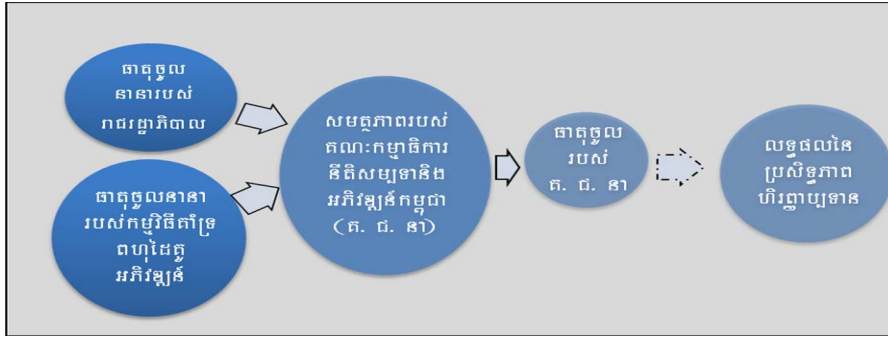 ធាតុចូល
នានារបស់
រាជរដ្ឋាភិបាល
ធាតុចូលនានា
របស់កម្មវិធីគាំទ្រ
ពហុដៃគូ
អភិវឌ្ឍន៍
សមត្ថភាពរបស់
គណៈកម្មាធិការ
នីតិសម្បទានិង
អភិវឌ្ឍន៍កម្ពុជា
(គ. ជ. នា)
ធាតុចូល
របស់
គ. ជ. នា
លទ្ធផលនៃ
ប្រសិទ្ធភាព
ហិរញ្ញាប្បទាន